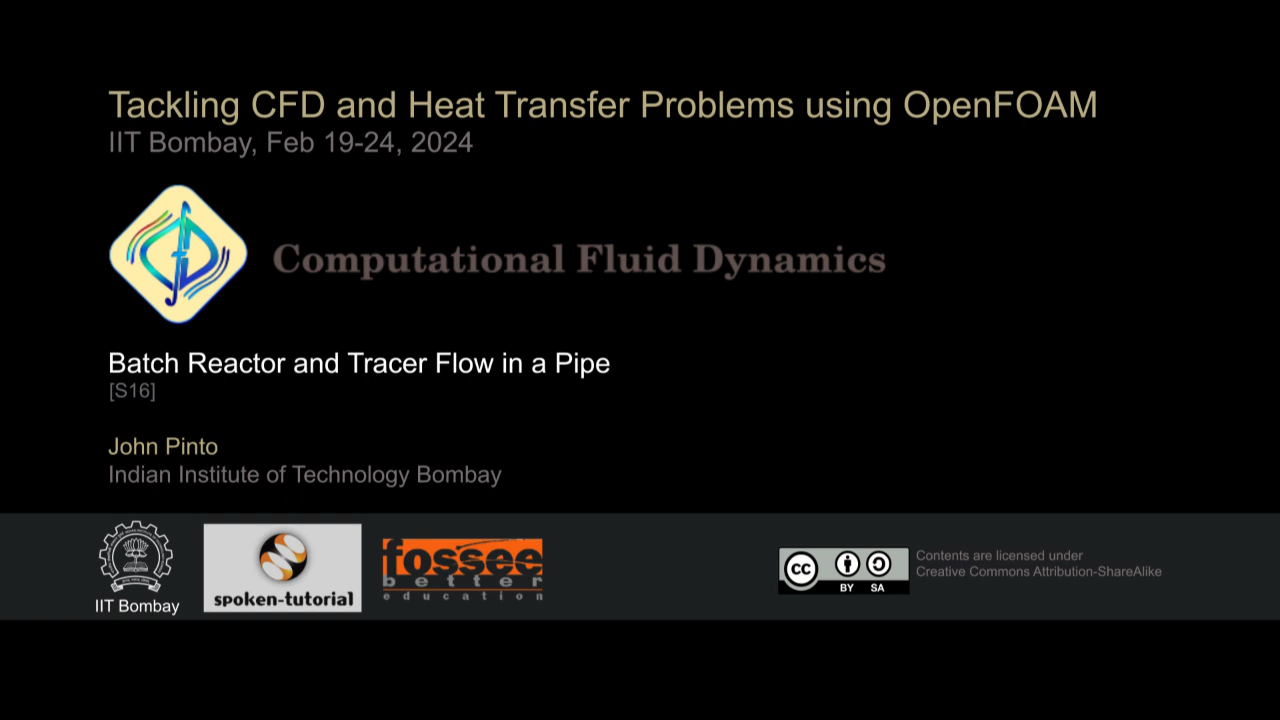 Tackling CFD and Heat Transfer Problems using OpenFOAM
IIT Bombay, Feb 19-24, 2024
Computational Fluid Dynamics
Batch Reactor and Tracer Flow in a Pipe
[S16]
John Pinto
Indian Institute of Technology Bombay
IIT Bombay
spoken-tutorial
fossee
better
education
cc
BY SA
Contents are licensed under
Creative Commons Attribution-ShareAlike